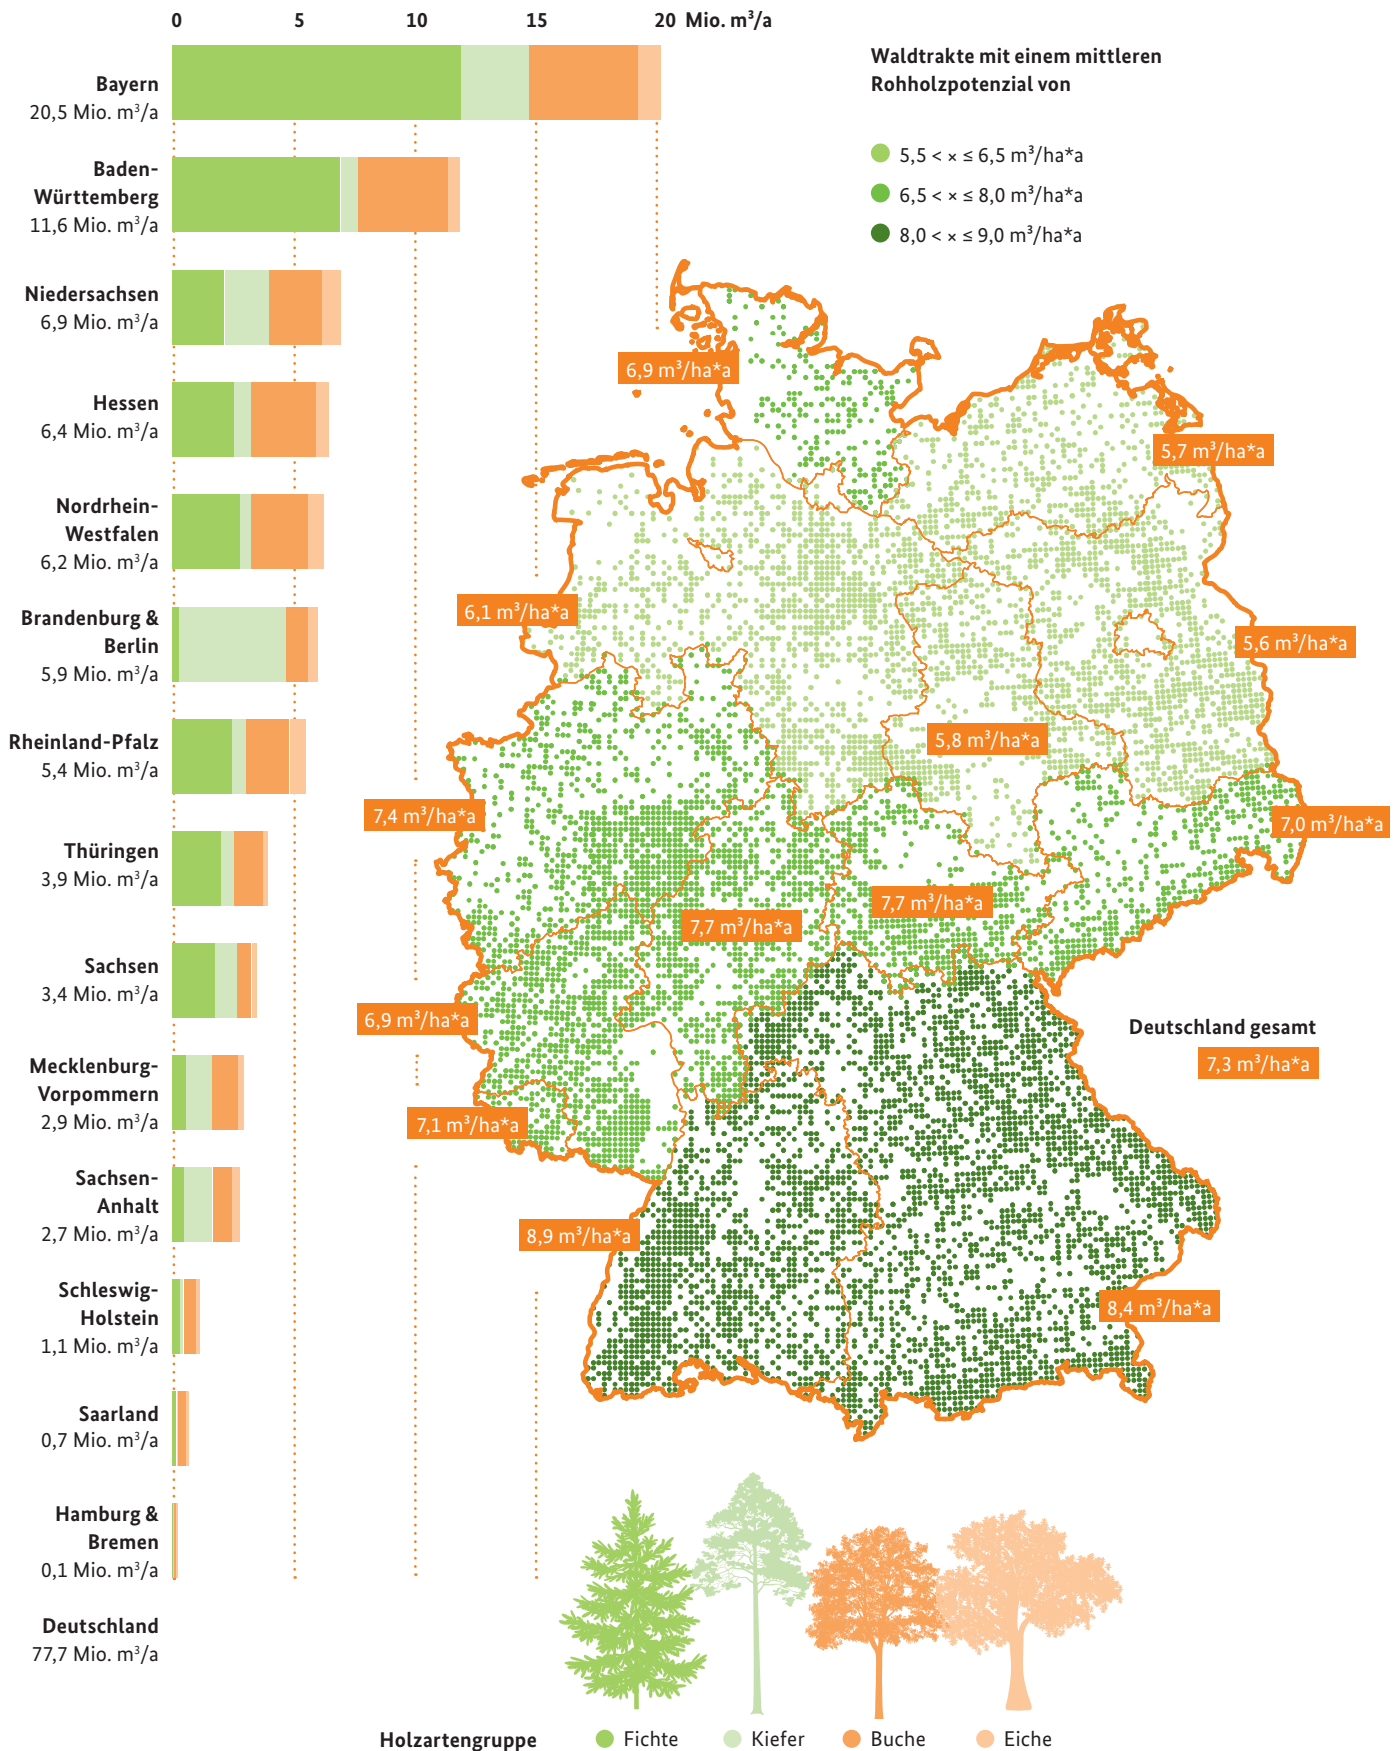 0 5 10 15 20 Mio. m³/a
Bayern
20,5 Mio. m³/a
Baden-
Württemberg
11,6 Mio. m³/a
Niedersachsen
6,9 Mio. m³/a
Hessen
6,4 Mio. m³/a
Nordrhein-
Westfalen
6,2 Mio. m³/a
Brandenburg &
Berlin
5,9 Mio. m³/a
Rheinland-Pfalz
5,4 Mio. m³/a
Thüringen
3,9 Mio. m³/a
Sachsen
3,4 Mio. m³/a
Mecklenburg-
Vorpommern
2,9 Mio. m³/a
Sachsen-
Anhalt
2,7 Mio. m³/a
Schleswig-
Holstein
1,1 Mio. m³/a
Saarland
0,7 Mio. m³/a
Hamburg &
Bremen
0,1 Mio. m³/a
Deutschland
77,7 Mio. m³/a
Waldtrakte mit einem mittleren
Rohholzpotenzial von
5,5 < × ≤ 6,5 m³/ha*a
6,5 < × ≤ 8,0 m³/ha*a
8,0 < × ≤ 9,0 m³/ha*a
6,9 m³/ha*a
5,7 m³/ha*a
6,1 m³/ha*a
5,6 m³/ha*a
5,8 m³/ha*a
7,4 m³/ha*a
7,0 m³/ha*a
7,7 m³/ha*a
7,7 m³/ha*a
6,9 m³/ha*a
Deutschland gesamt
7,3 m³/ha*a
7,1 m³/ha*a
8,9 m³/ha*a
8,4 m³/ha*a
Holzartengruppe Fichte Kiefer Buche Eiche